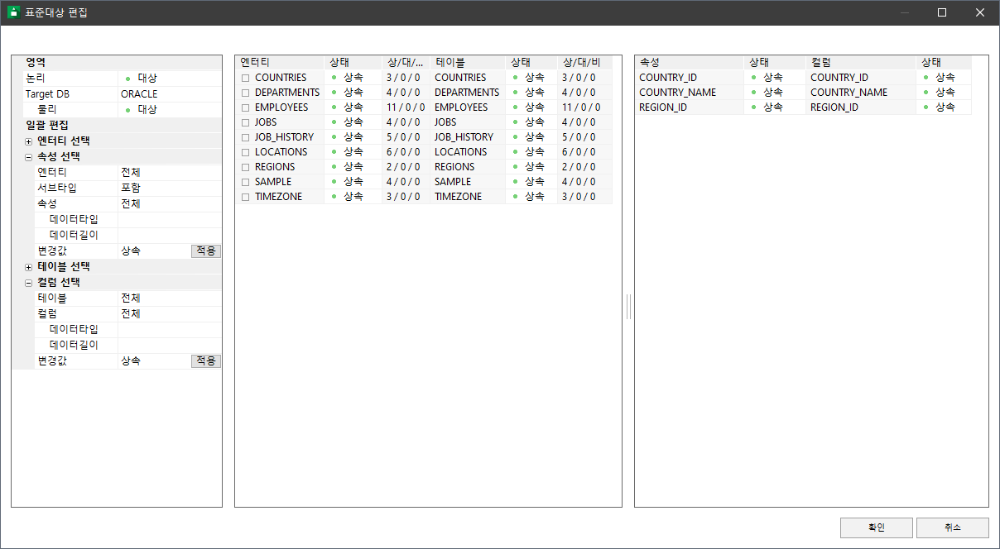 표준대상 편집
영역
논리 대상
Target DB ORACLE
물리 대상
일괄 편집
엔터티 선택
속성 선택
엔터티 전체
서브타입 포함
속성 전체
데이터타입
데이터길이
변경값 상속 적용
테이블 선택
컬럼 선택
테이블 전체
컬럼 전체
데이터타입
데이터길이
변경값 상속 적용
엔터티 상태 상/대/... 테이블 상태 상/대/비
COUNTRIES 상속 3 / 0 / 0 COUNTRIES 상속 3 / 0 / 0
DEPARTMENTS 상속 4 / 0 / 0 DEPARTMENTS 상속 4 / 0 / 0
EMPLOYEES 상속 11 / 0 / 0 EMPLOYEES 상속 11 / 0 / 0
JOBS 상속 4 / 0 / 0 JOBS 상속 4 / 0 / 0
JOB_HISTORY 상속 5 / 0 / 0 JOB_HISTORY 상속 5 / 0 / 0
LOCATIONS 상속 6 / 0 / 0 LOCATIONS 상속 6 / 0 / 0
REGIONS 상속 2 / 0 / 0 REGIONS 상속 2 / 0 / 0
SAMPLE 상속 4 / 0 / 0 SAMPLE 상속 4 / 0 / 0
TIMEZONE 상속 3 / 0 / 0 TIMEZONE 상속 3 / 0 / 0
속성 상태 컬럼 상태
COUNTRY_ID 상속 COUNTRY_ID 상속
COUNTRY_NAME 상속 COUNTRY_NAME 상속
REGION_ID 상속 REGION_ID 상속
확인 취소